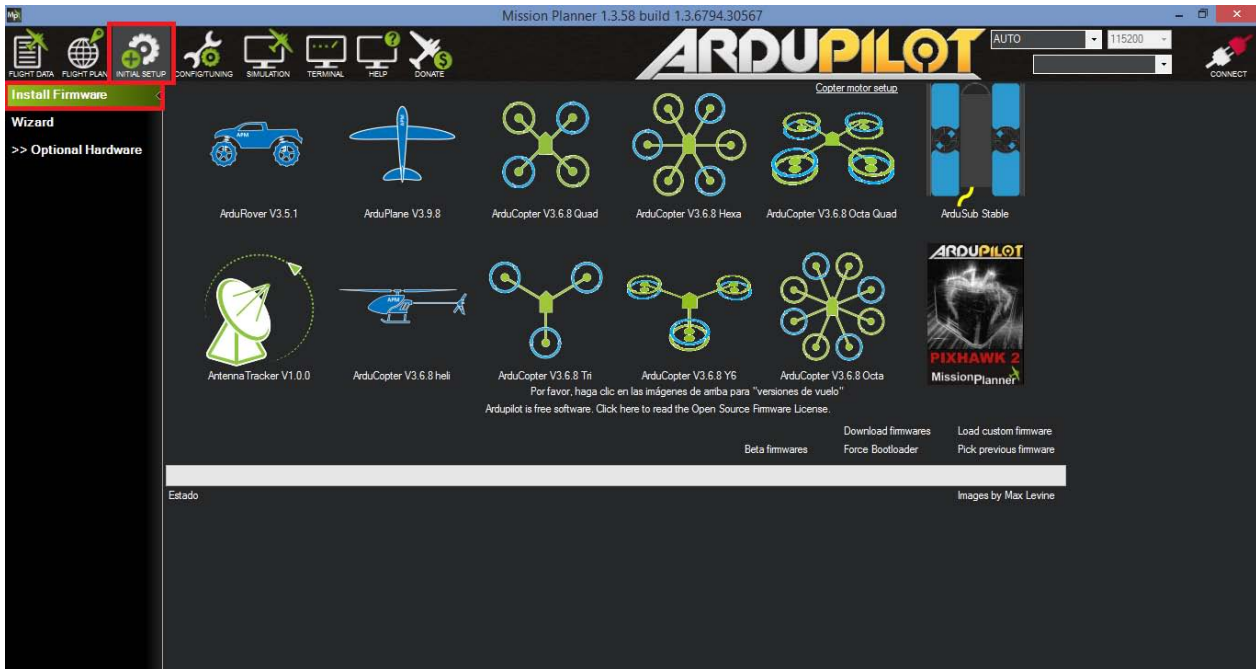 Mission Planner 1.3.58 build 1.3.6794.30567
FLIGHT DATA FLIGHT PLAN INITIAL SETUP CONFIG/TUNING SIMULATION TERMINAL HELP DONATE
ARDUPILOT
AUTO 115200
CONNECT
Install Firmware
Wizard
>> Optional Hardware
Copter motor setup
APM
APM
ArduRover V3.5.1 ArduPlane V3.9.8 ArduCopter V3.6.8 Quad ArduCopter V3.6.8 Hexa ArduCopter V3.6.8 Octa Quad ArduSub Stable
ARDUPILOT
APM
PIXHAWK 2
MissionPlanner
AntennaTracker V1.0.0 ArduCopter V3.6.8 heli ArduCopter V3.6.8 Tri ArduCopter V3.6.8 Y6 ArduCopter V3.6.8 Octa
Por favor, haga clic en las imágenes de arriba para "versiones de vuelo"
Ardupilot is free software. Click here to read the Open Source Firmware License.
Download firmwares Load custom firmware
Beta firmwares Force Bootloader Pick previous firmware
Estado Images by Max Levine